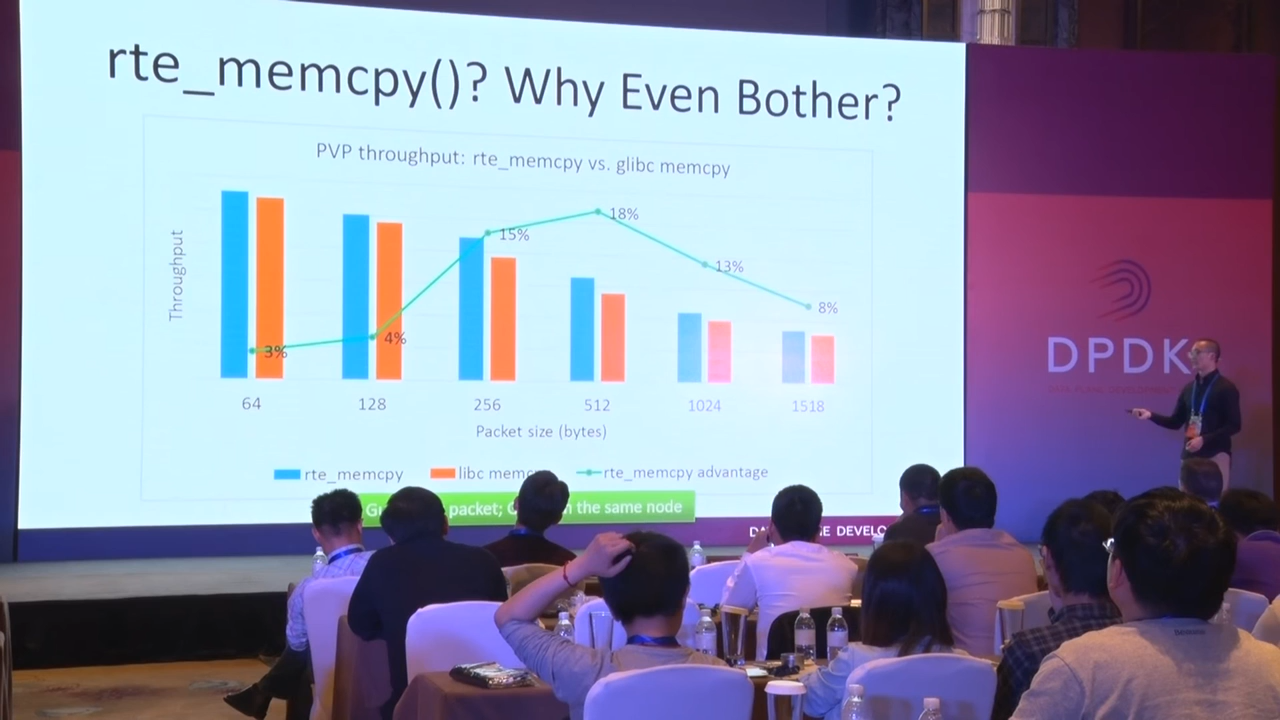 rte_memcpy()? Why Even Bother?
PVP throughput: rte_memcpy vs. glibc memcpy
Throughput
18%
15%
13%
8%
4%
3%
64 128 256 512 1024 1518
Packet size (bytes)
rte_memcpy libc rte_memcpy advantage
packet; the same node
DPDK